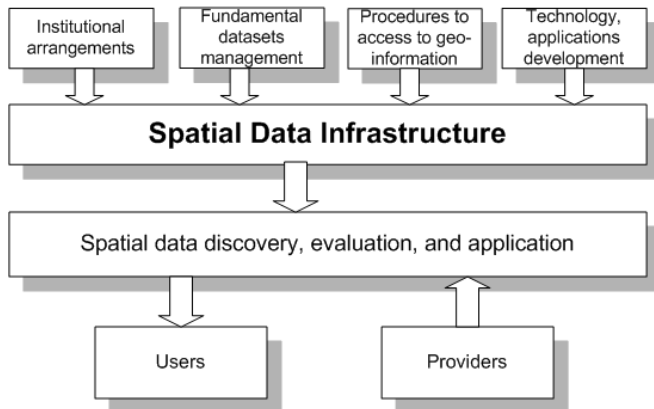 Institutional
arrangements
Fundamental
datasets
management
Procedures to
access to geo-
information
Technology,
applications
development
Spatial Data Infrastructure
Spatial data discovery, evaluation, and application
Users
Providers